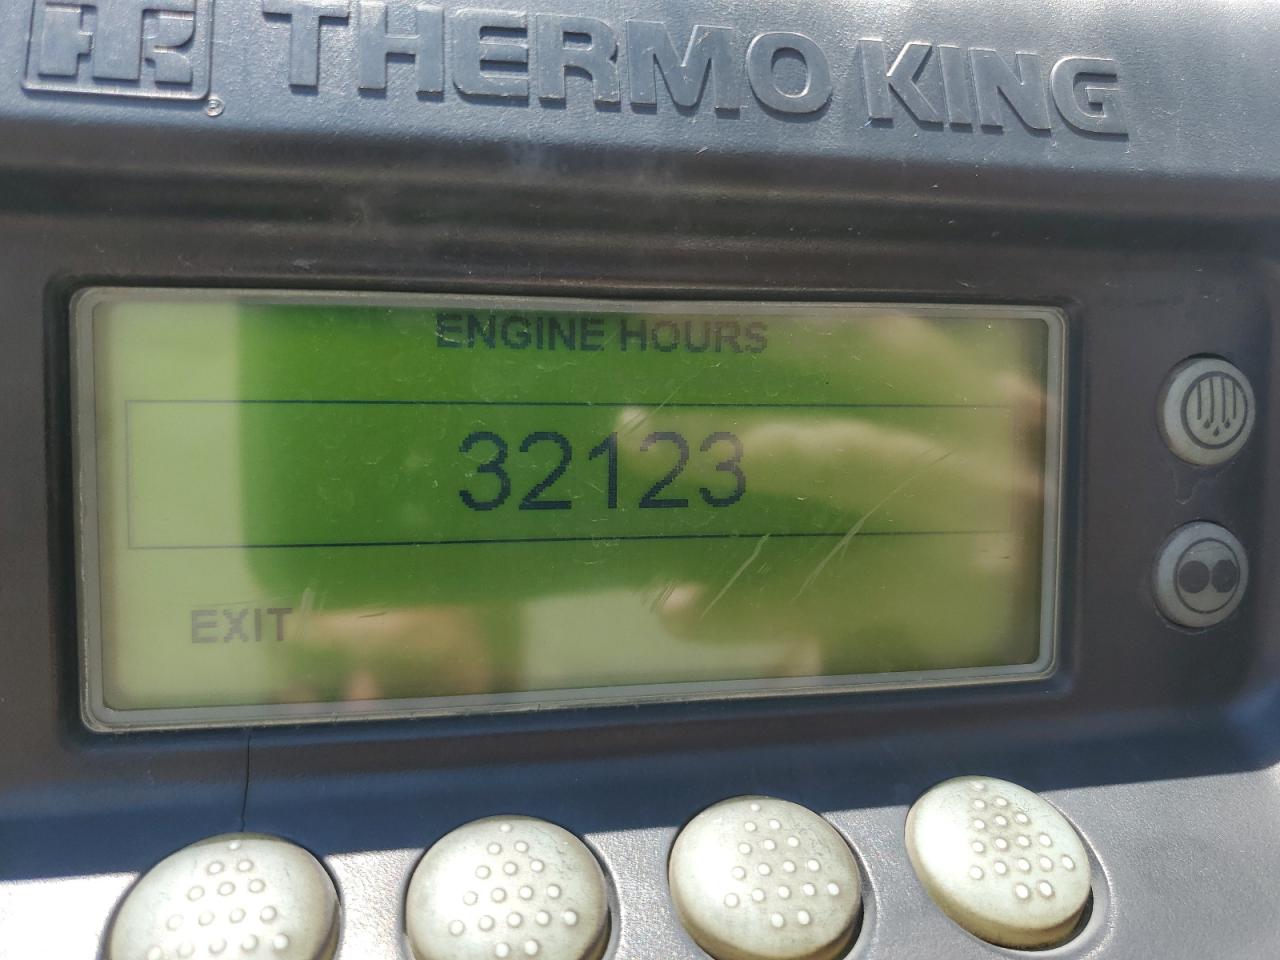 THERMO KING
ENGINE HOURS
32123
EXIT